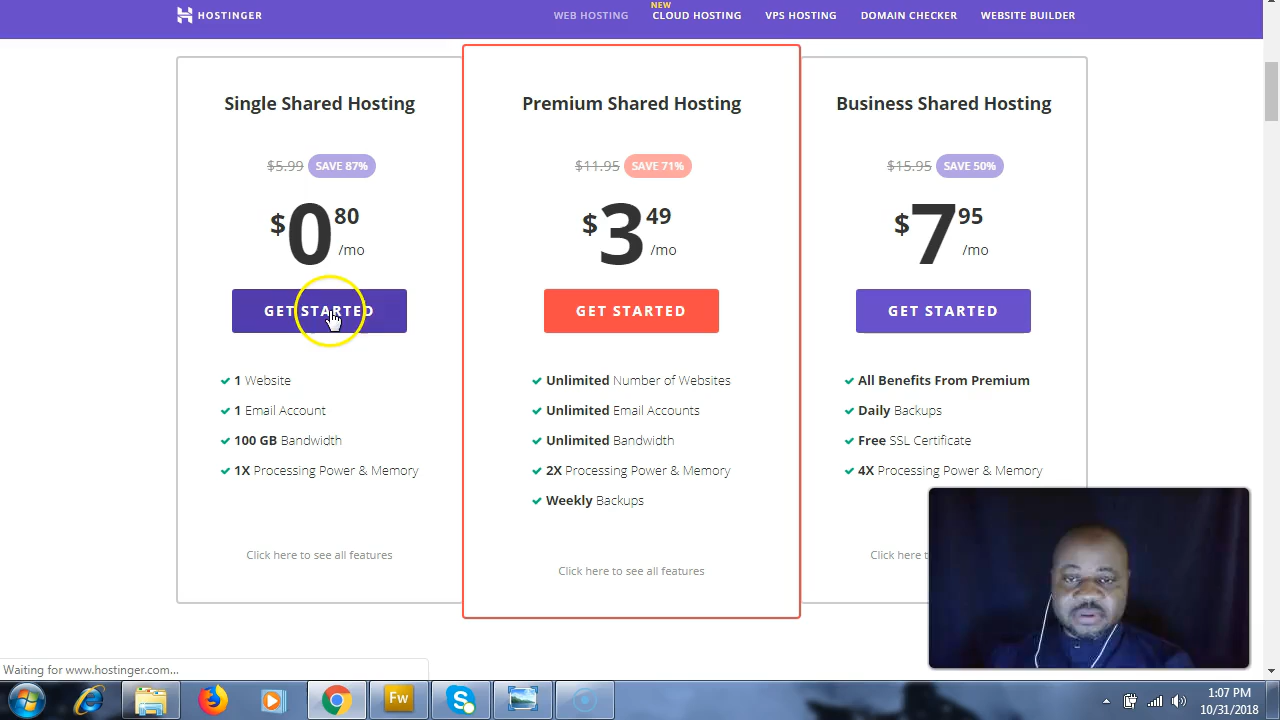 HOSTINGER
WEB HOSTING
NEW
CLOUD HOSTING
VPS HOSTING
DOMAIN CHECKER
WEBSITE BUILDER
Single Shared Hosting
$5.99 SAVE 87%
$0 80 /mo
GET STARTED
1 Website
1 Email Account
100 GB Bandwidth
1X Processing Power & Memory
Click here to see all features
Premium Shared Hosting
$11.95 SAVE 71%
$3 49 /mo
GET STARTED
Unlimited Number of Websites
Unlimited Email Accounts
Unlimited Bandwidth
2X Processing Power & Memory
Weekly Backups
Click here to see all features
Business Shared Hosting
$15.95 SAVE 50%
$7 95 /mo
GET STARTED
All Benefits From Premium
Daily Backups
Free SSL Certificate
4X Processing Power & Memory
Click here
Waiting for www.hostinger.com...
Fw
1:07 PM
10/31/2018